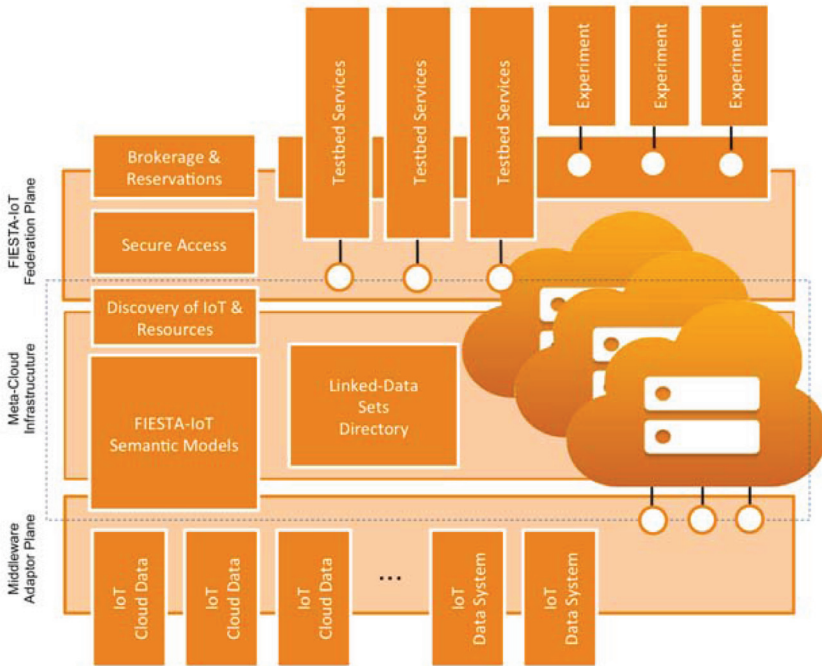 Testbed Services
Testbed Services
Testbed Services
Experiment
Experiment
Experiment
Brokerage &
Reservations
FIESTA-IoT
Federation Plane
Secure Access
Discovery of IoT &
Resources
Meta-Cloud
Infrastrucuture
FIESTA-IoT
Semantic Models
Linked-Data
Sets
Directory
Middleware
Adaptor Plane
IoT
Cloud Data
IoT
Cloud Data
IoT
Cloud Data
...
IoT
Data System
IoT
Data System